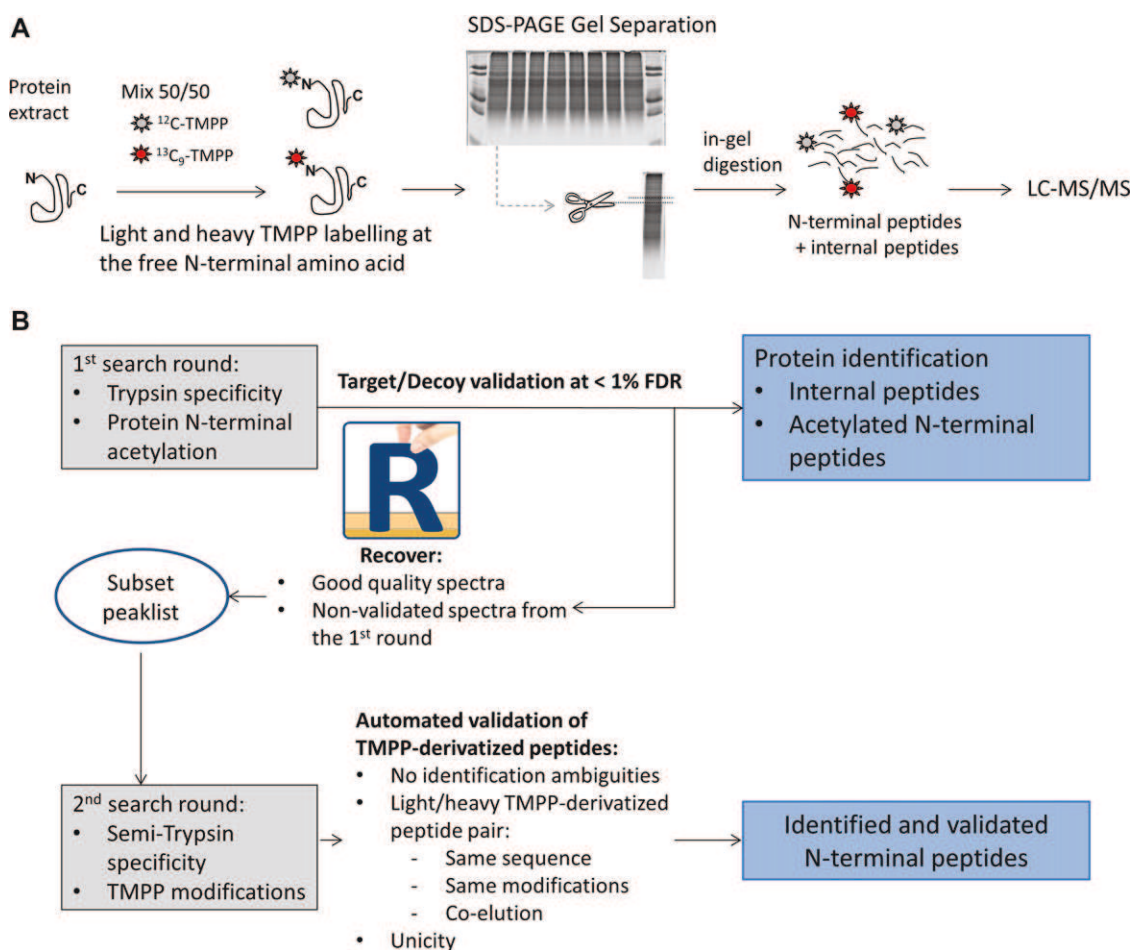 A
SDS-PAGE Gel Separation
Protein
extract
N
C
Mix 50/50
¹²C-TMPP
¹³C₉-TMPP
N
C
N
C
Light and heavy TMPP labelling at
the free N-terminal amino acid
in-gel
digestion
N-terminal peptides
+ internal peptides
LC-MS/MS
B
1st search round:
• Trypsin specificity
• Protein N-terminal
acetylation
Target/Decoy validation at < 1% FDR
Protein identification
• Internal peptides
• Acetylated N-terminal
peptides
R
Recover:
• Good quality spectra
• Non-validated spectra from
the 1st round
Subset
peaklist
2nd search round:
• Semi-Trypsin
specificity
• TMPP modifications
Automated validation of
TMPP-derivatized peptides:
• No identification ambiguities
• Light/heavy TMPP-derivatized
peptide pair:
- Same sequence
- Same modifications
- Co-elution
• Unicity
Identified and validated
N-terminal peptides